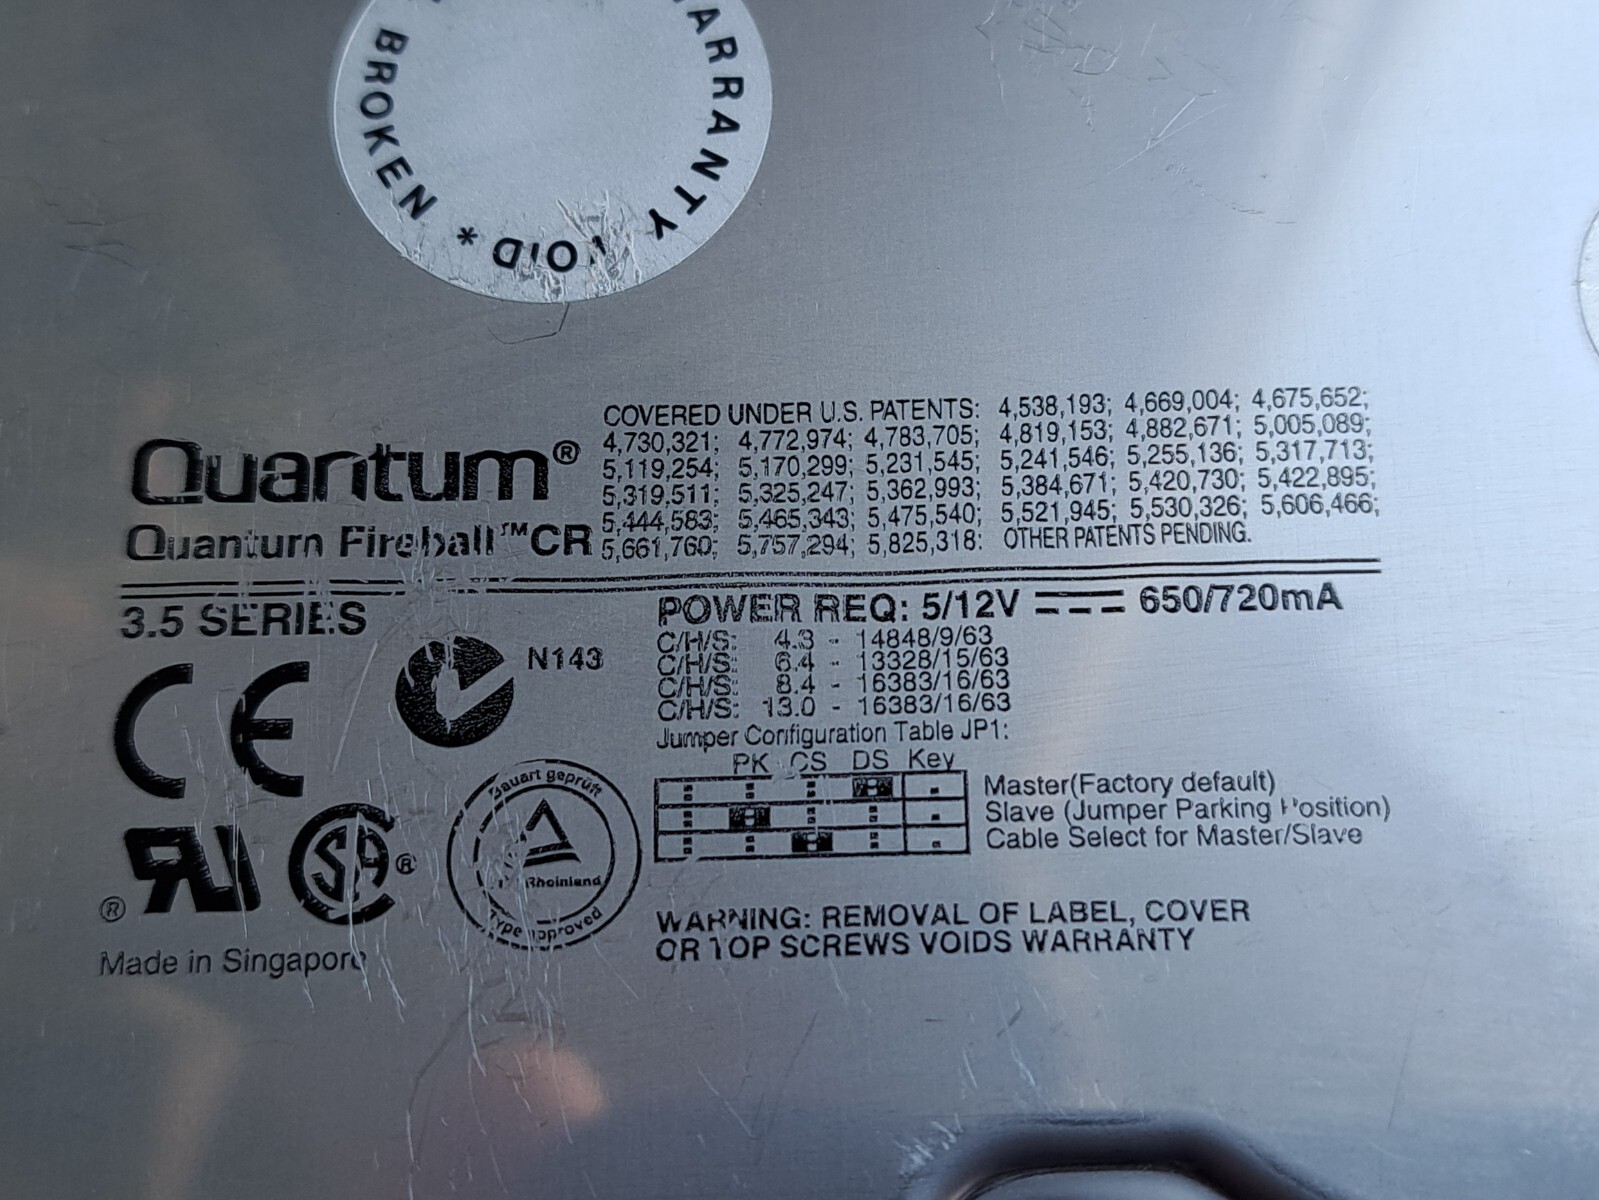 BROKEN * VOID
WARRANTY
COVERED UNDER U.S. PATENTS: 4,538,193; 4,669,004; 4,675,652;
4,730,321; 4,772,974; 4,783,705; 4,819,153; 4,882,671; 5,005,089;
5,119,254; 5,170,299; 5,231,545; 5,241,546; 5,255,136; 5,317,713;
5,319,511; 5,325,247; 5,362,993; 5,384,671; 5,420,730; 5,422,895;
5,444,583; 5,465,343; 5,475,540; 5,521,945; 5,530,326; 5,606,466;
5,661,760; 5,757,294; 5,825,318: OTHER PATENTS PENDING.
Quantum®
Quantum Fireball™CR
3.5 SERIES
POWER REQ: 5/12V 650/720mA
C/H/S: 4.3 - 14848/9/63
C/H/S: 6.4 - 13328/15/63
C/H/S: 8.4 - 16383/16/63
C/H/S: 13.0 - 16383/16/63
Jumper Configuration Table JP1:
PK CS DS Key
Master(Factory default)
Slave (Jumper Parking Position)
Cable Select for Master/Slave
CE
N143
RU
®
SA®
Bauart geprüft
TÜV Rheinland
Type approved
Made in Singapore
WARNING: REMOVAL OF LABEL, COVER
OR TOP SCREWS VOIDS WARRANTY